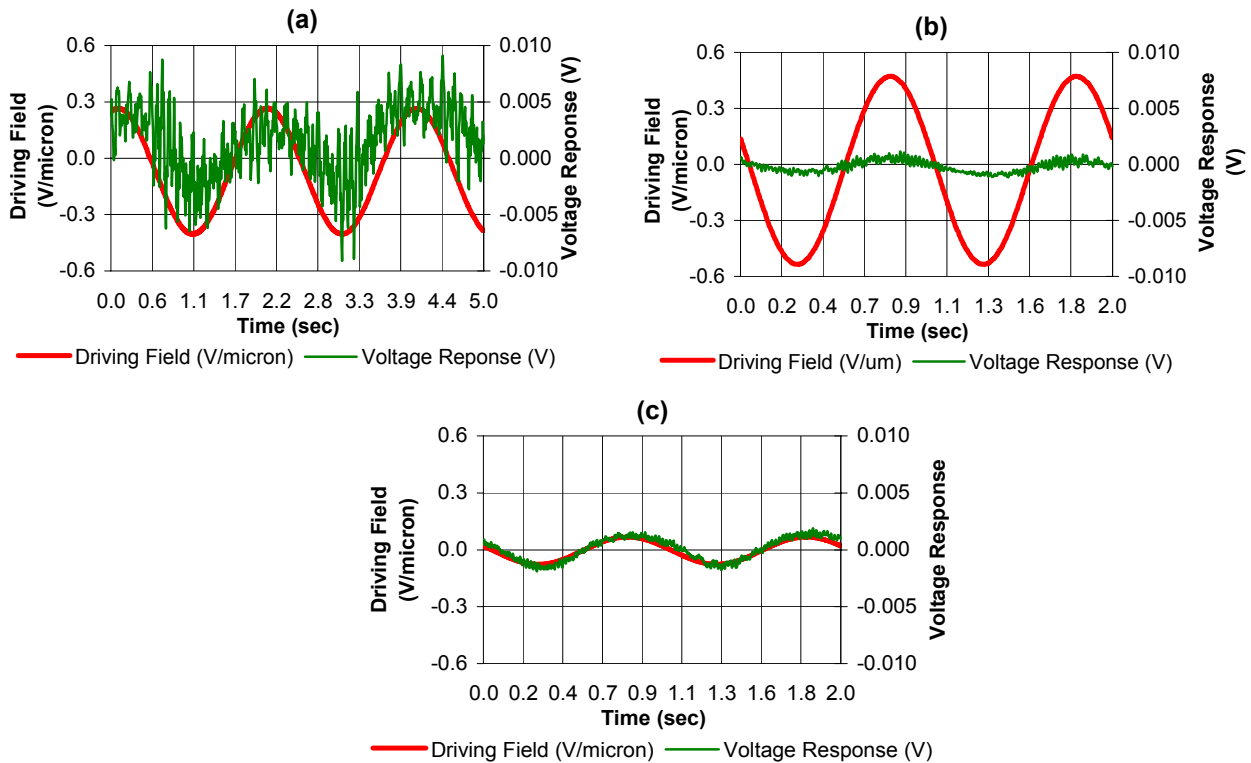 (a)
Driving Field
(V/micron)
0.6
0.3
0.0
-0.3
-0.6
0.010
0.005
0.000
-0.005
-0.010
Voltage Reponse (V)
0.0 0.6 1.1 1.7 2.2 2.8 3.3 3.9 4.4 5.0
Time (sec)
Driving Field (V/micron) Voltage Reponse (V)
(b)
Driving Field
(V/micron)
0.6
0.3
0.0
-0.3
-0.6
0.010
0.005
0.000
-0.005
-0.010
Voltage Response
(V)
0.0 0.2 0.4 0.7 0.9 1.1 1.3 1.6 1.8 2.0
Time (sec)
Driving Field (V/um) Voltage Response (V)
(c)
Driving Field
(V/micron)
0.6
0.3
0.0
-0.3
-0.6
0.010
0.005
0.000
-0.005
-0.010
Voltage Response
0.0 0.2 0.4 0.7 0.9 1.1 1.3 1.6 1.8 2.0
Time (sec)
Driving Field (V/micron) Voltage Response (V)